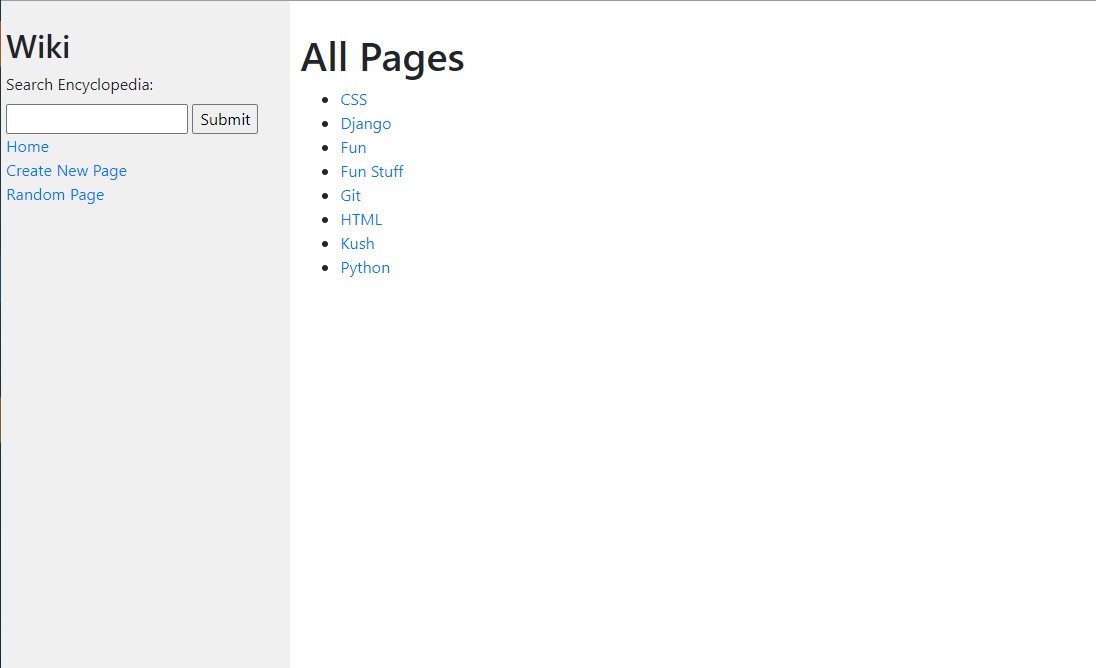 Wiki
Search Encyclopedia:
Submit
Home
Create New Page
Random Page
All Pages
CSS
Django
Fun
Fun Stuff
Git
HTML
Kush
Python